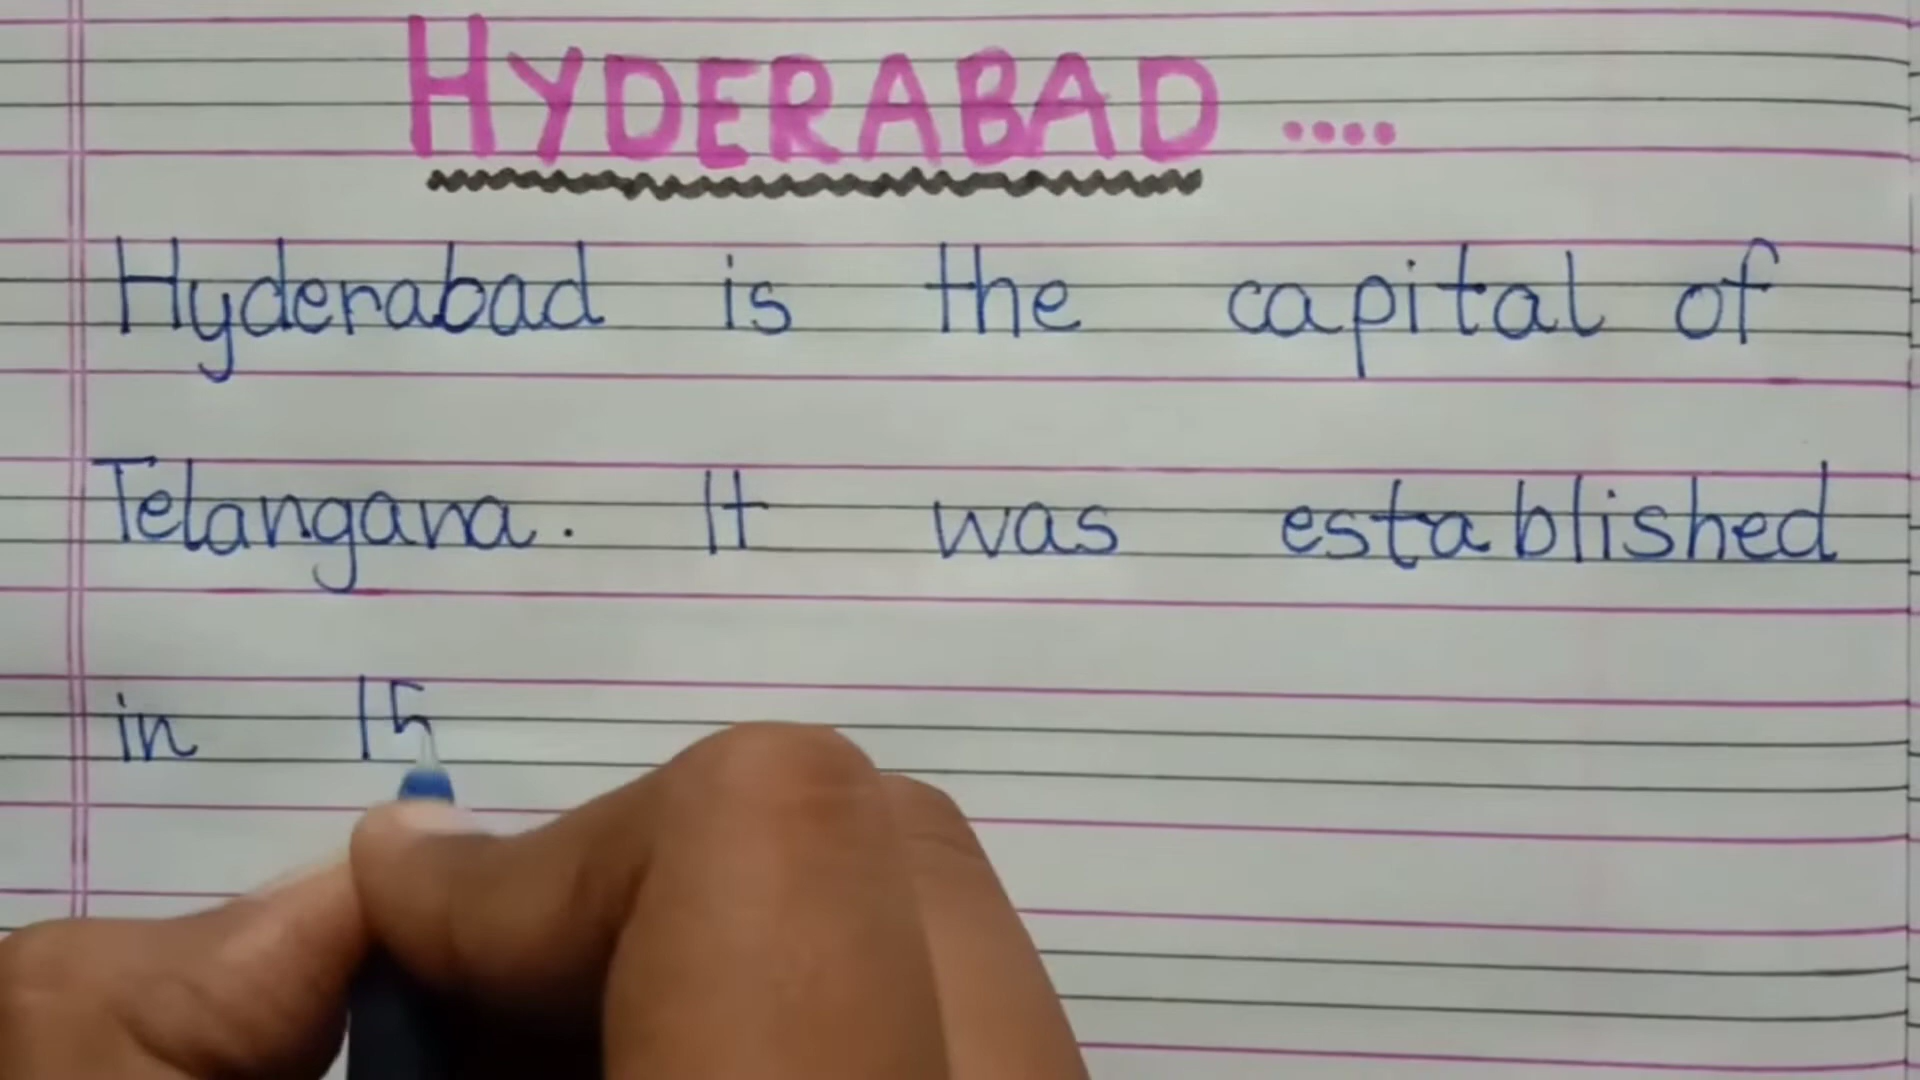 HYDERABAD ....
Hyderabad is the capital of
Telangana. It was established
in 15